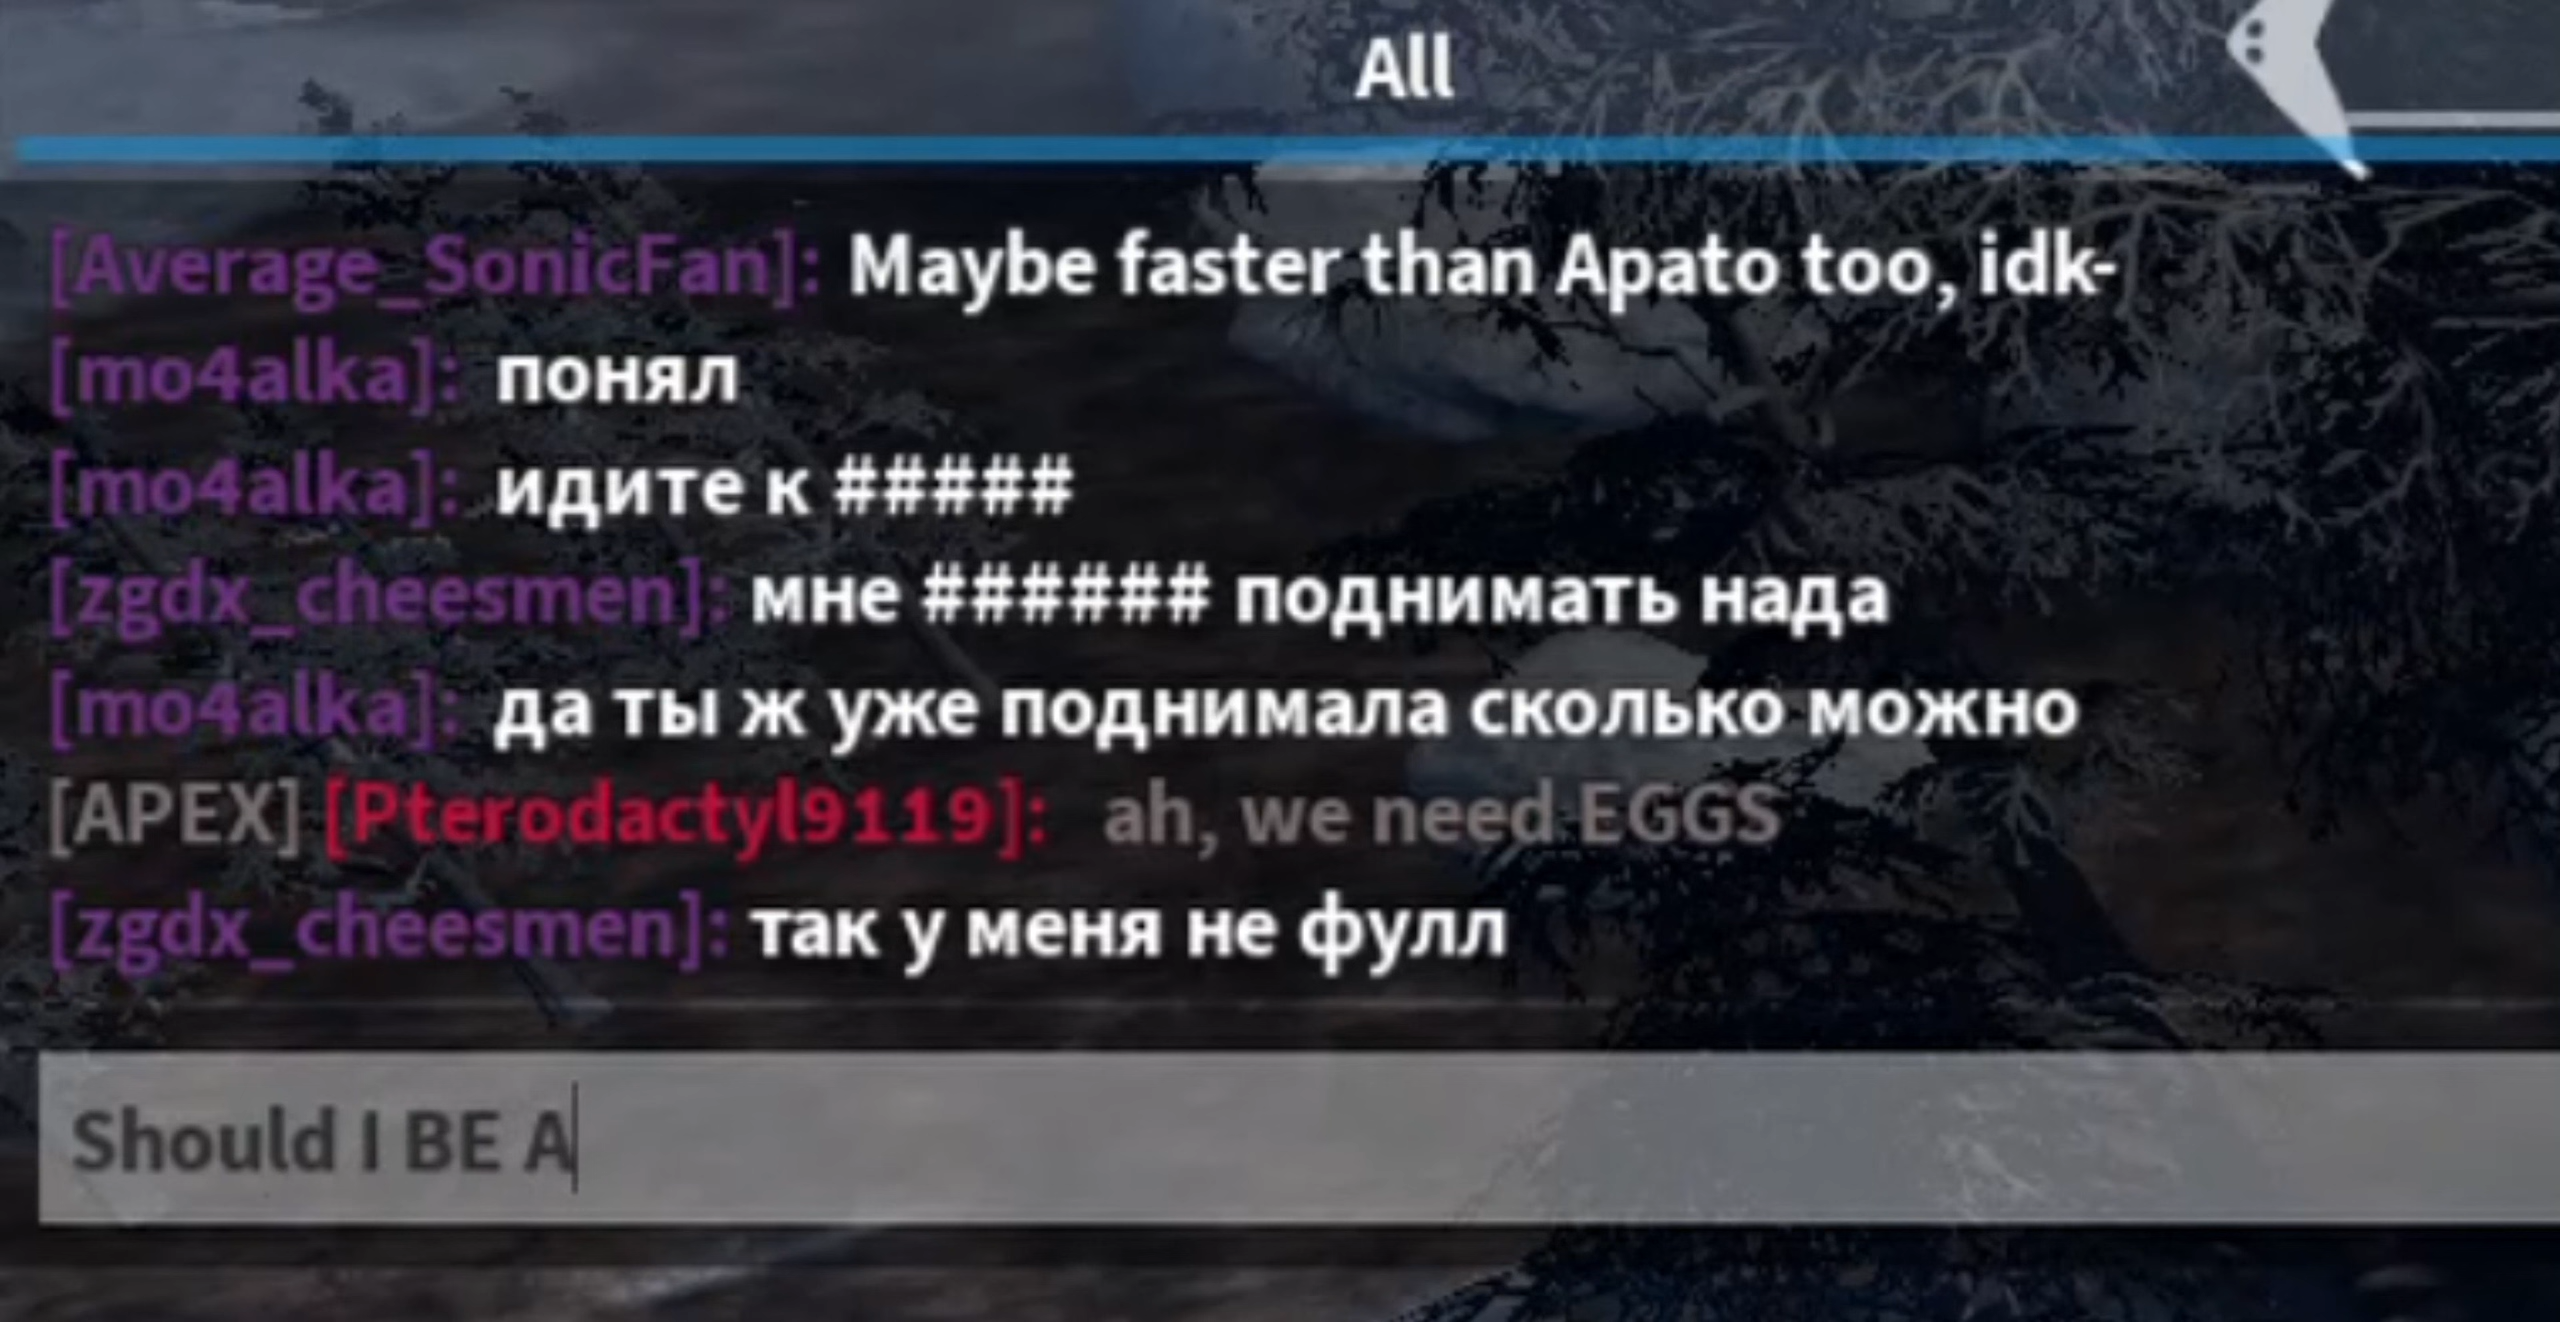 All
[Average_SonicFan]: Maybe faster than Apato too, idk-
[mo4alka]: понял
[mo4alka]: идите к #####
[zgdx_cheesmen]: мне ###### поднимать нада
[mo4alka]: да ты ж уже поднимала сколько можно
[APEX] [Pterodactyl9119]: ah, we need EGGS
[zgdx_cheesmen]: так у меня не фулл
Should I BE A